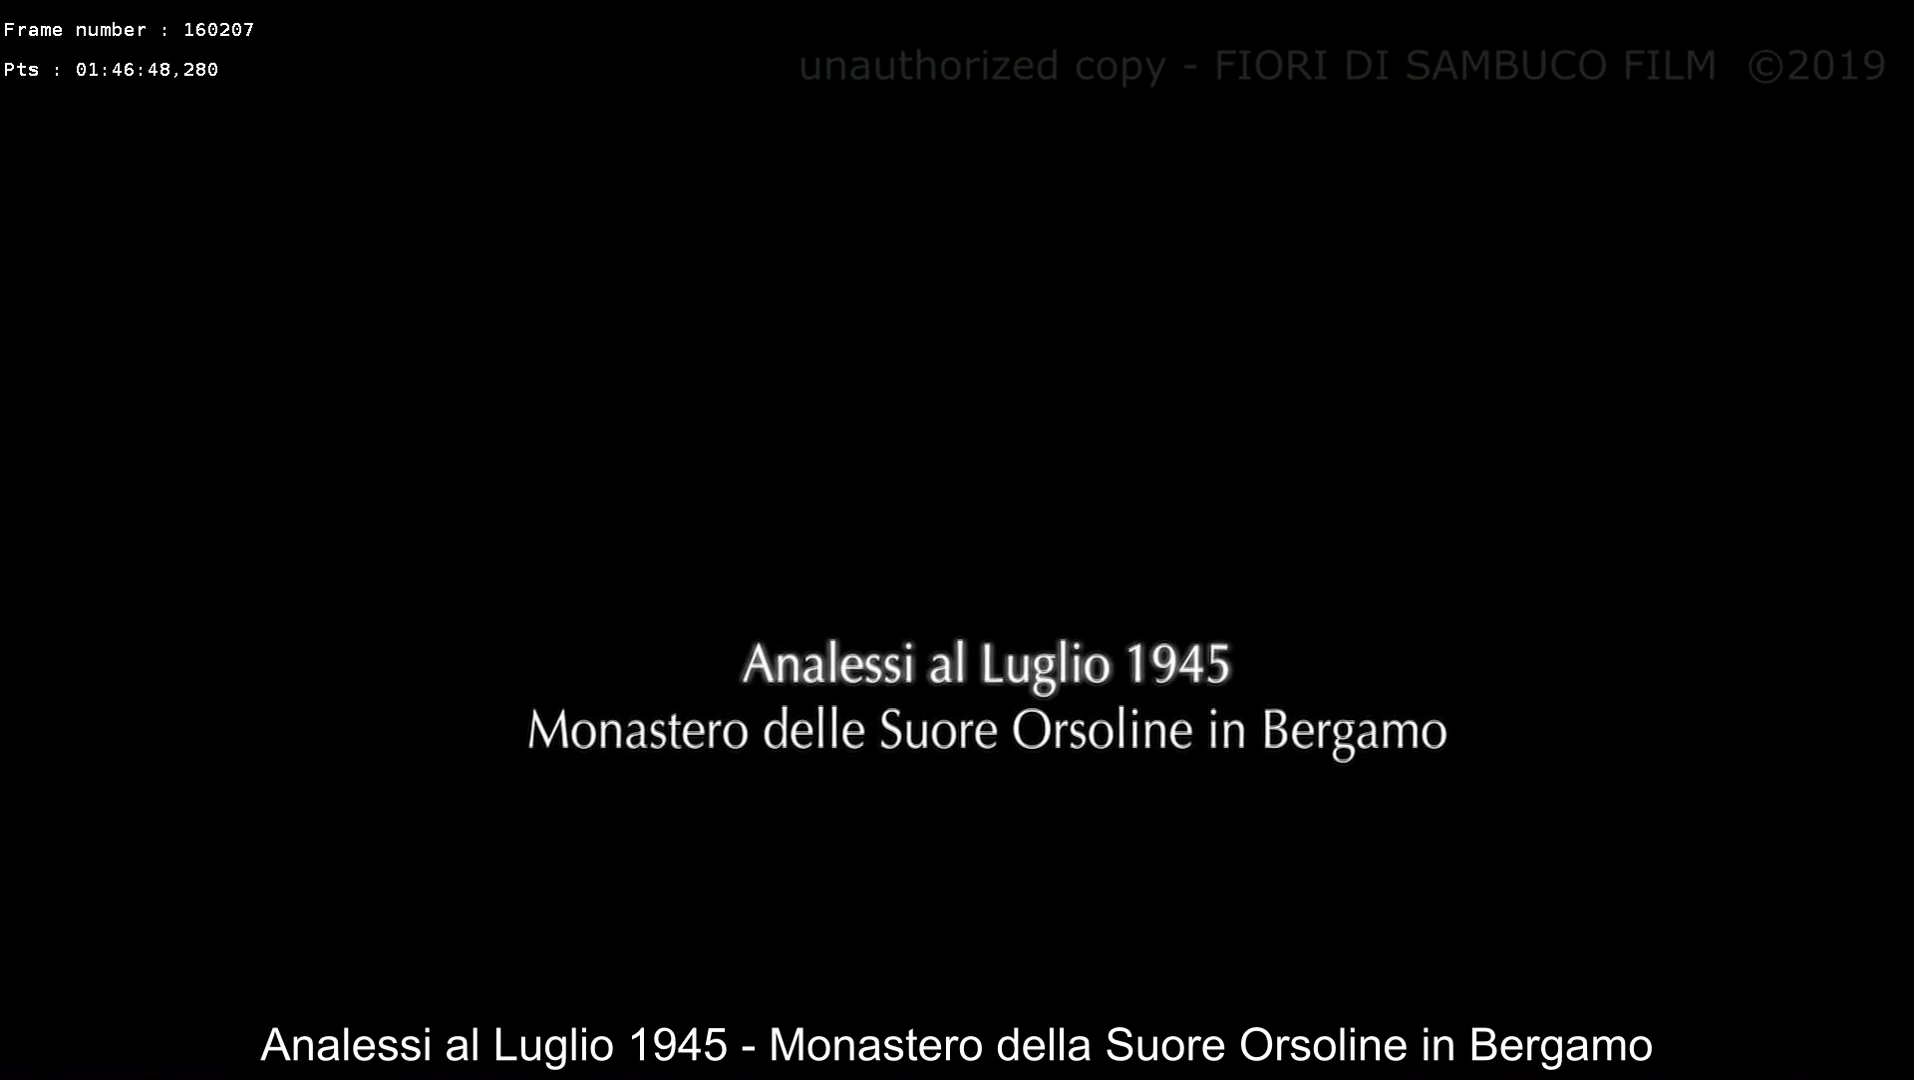 Frame number : 160207
Pts : 01:46:48,280
unauthorized copy - FIORI DI SAMBUCO FILM ©2019
Analessi al Luglio 1945
Monastero delle Suore Orsoline in Bergamo
Analessi al Luglio 1945 - Monastero della Suore Orsoline in Bergamo